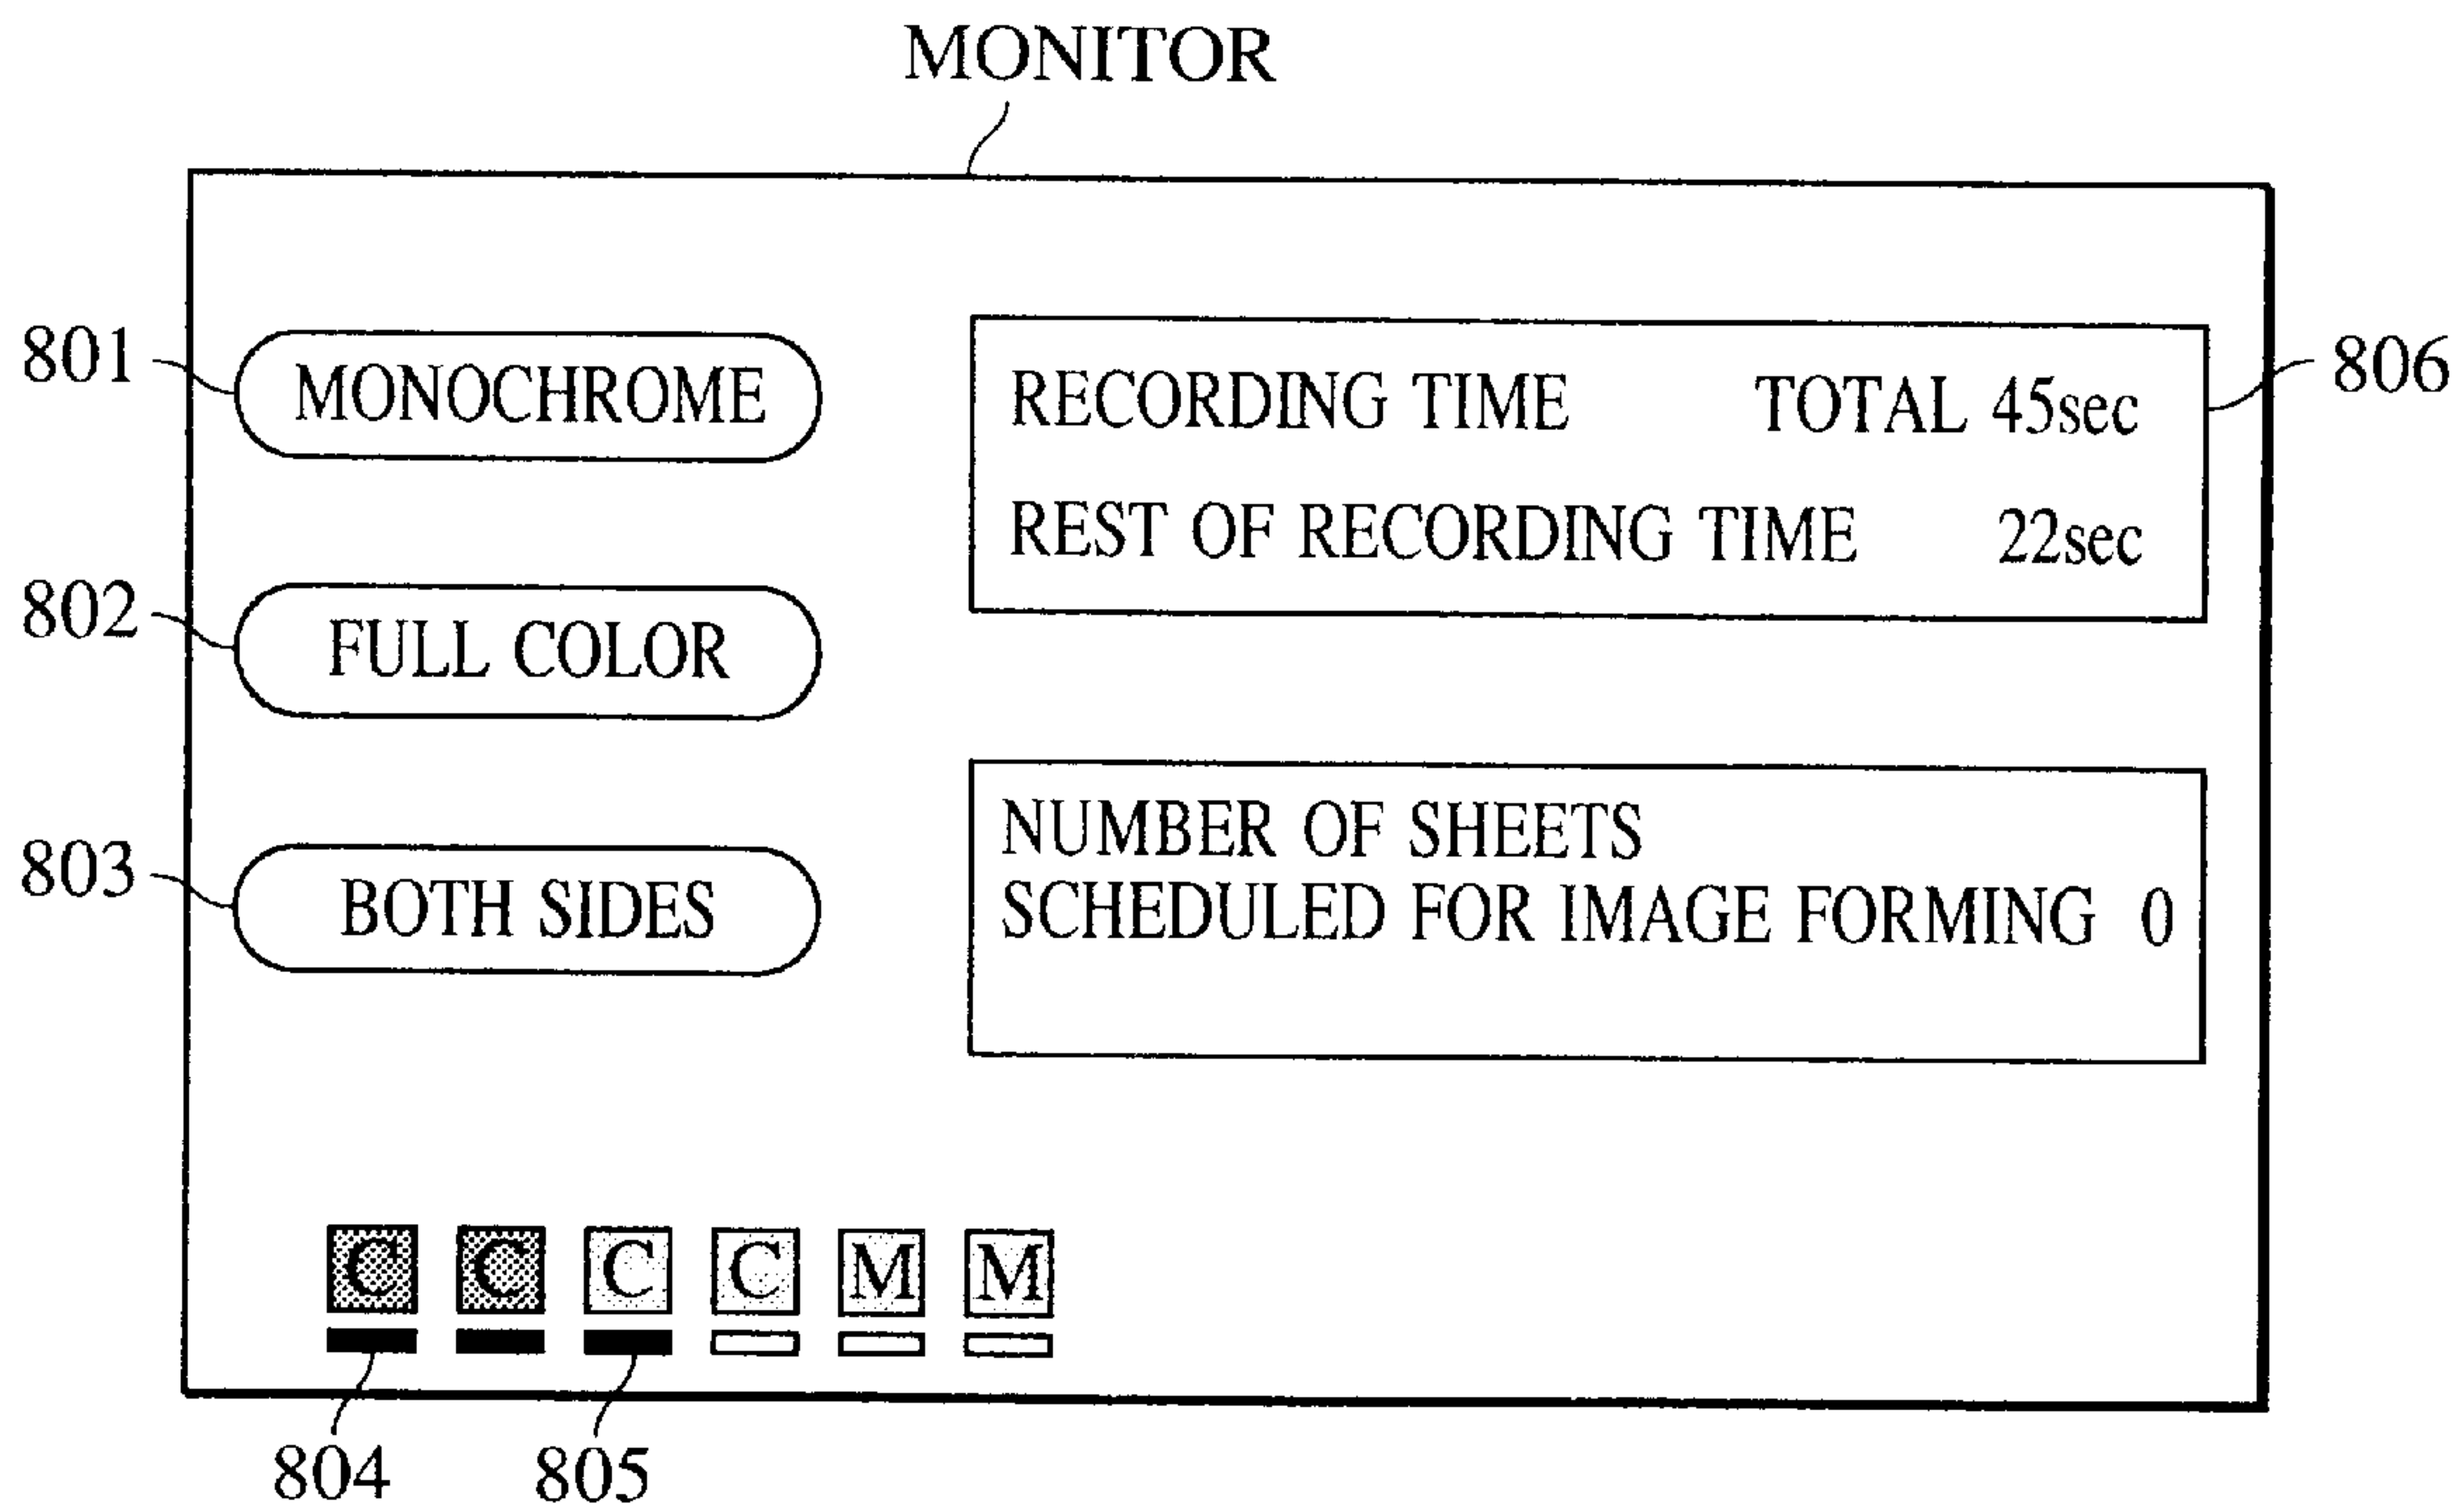 MONITOR
801
MONOCHROME
RECORDING TIME TOTAL 45sec
806
REST OF RECORDING TIME 22sec
802
FULL COLOR
803
BOTH SIDES
NUMBER OF SHEETS
SCHEDULED FOR IMAGE FORMING 0
C C C C M M
804 805